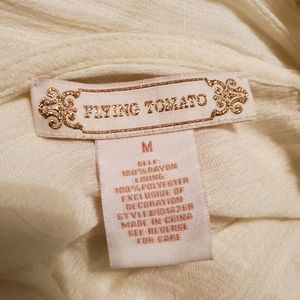 FLYING TOMATO
M
SELF:
100%RAYON
LINING:
100%POLYESTER
EXCLUSIVE OF
DECORATION
MADE IN CHINA
SEE REVERSE
FOR CARE